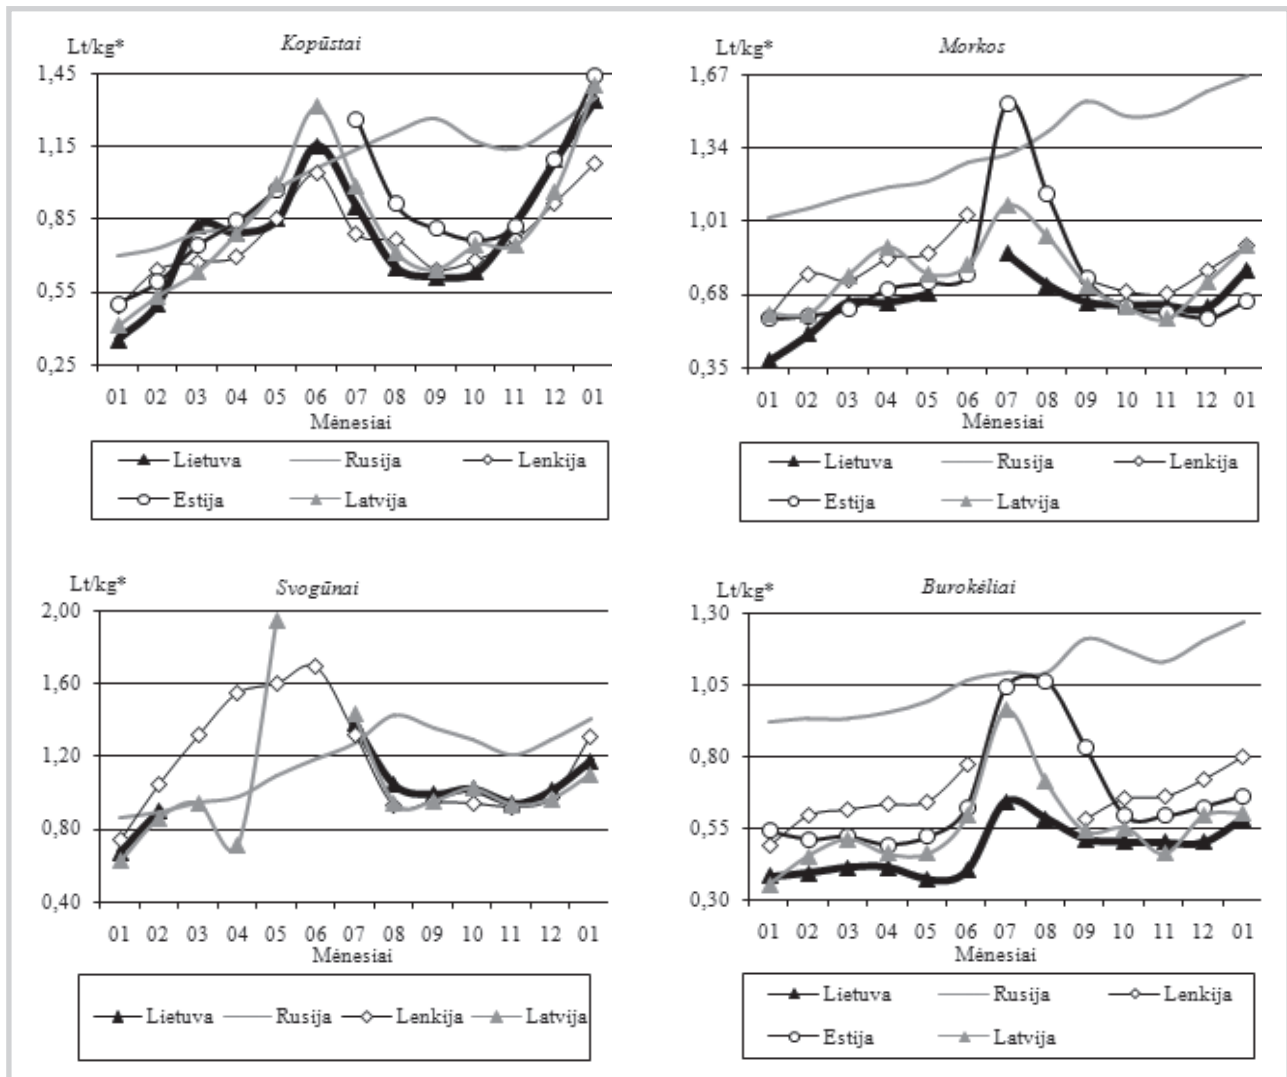 Lt/kg*
Kopūstai
1,45
1,15
0,85
0,55
0,25
01 02 03 04 05 06 07 08 09 10 11 12 01
Mėnesiai
Lietuva Rusija Lenkija
Estija Latvija
Lt/kg*
Morkos
1,67
1,34
1,01
0,68
0,35
01 02 03 04 05 06 07 08 09 10 11 12 01
Mėnesiai
Lietuva Rusija Lenkija
Estija Latvija
Lt/kg*
Svogūnai
2,00
1,60
1,20
0,80
0,40
01 02 03 04 05 06 07 08 09 10 11 12 01
Mėnesiai
Lietuva Rusija Lenkija Latvija
Lt/kg*
Burokėliai
1,30
1,05
0,80
0,55
0,30
01 02 03 04 05 06 07 08 09 10 11 12 01
Mėnesiai
Lietuva Rusija Lenkija
Estija Latvija